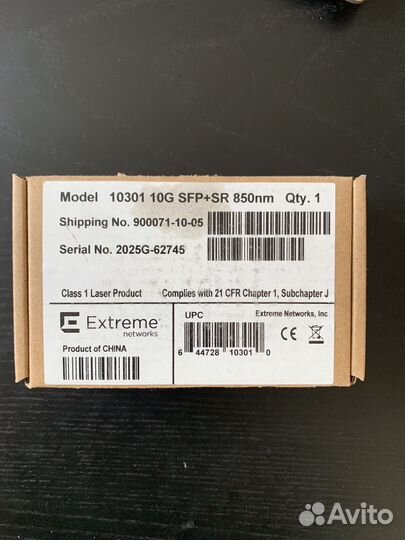 Model 10301 10G SFP+SR 850nm Qty. 1
Shipping No. 900071-10-05
Serial No. 2025G-62745
Class 1 Laser Product Complies with 21 CFR Chapter 1, Subchapter J
E Extreme networks
Product of CHINA
UPC Extreme Networks, Inc
6 44728 10301 0
CE
Avito